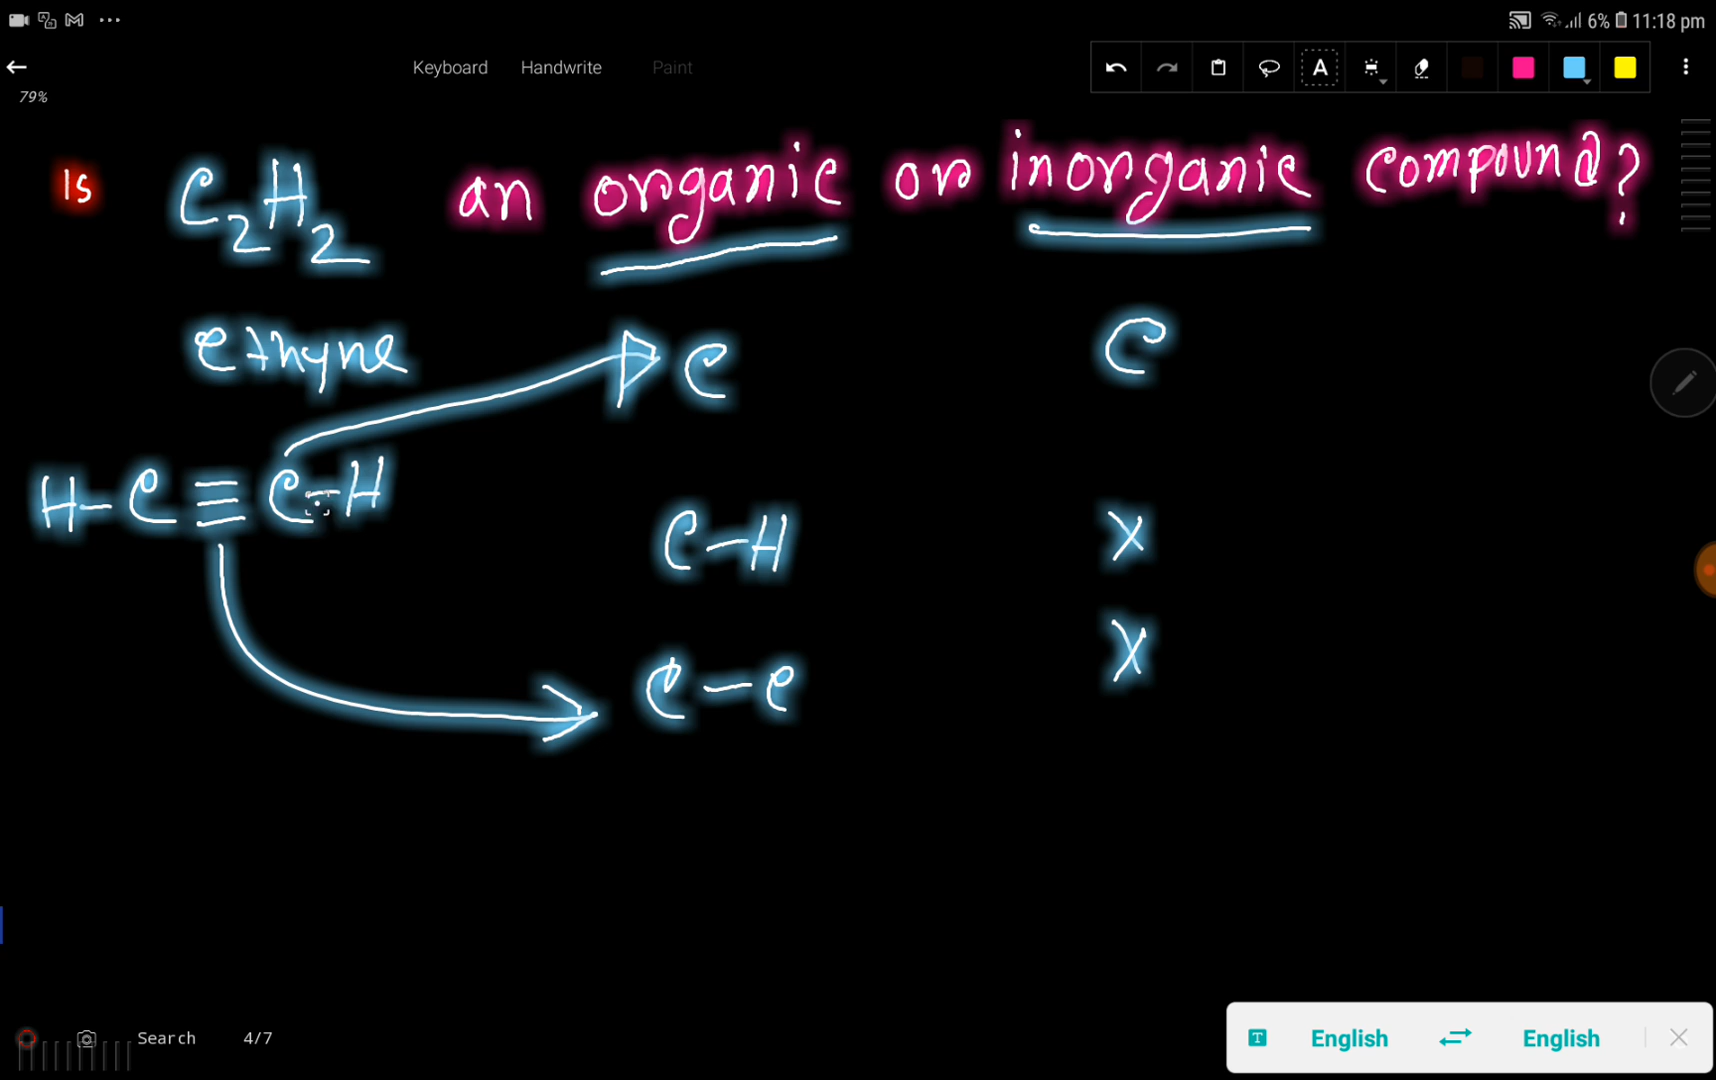 6% 11:18 pm
Keyboard Handwrite Paint
A
79%
Is C₂H₂ an organic or inorganic compound?
ethyne C C
H-C≡C-H
C-H X
C-C X
Search 4/7
T English English